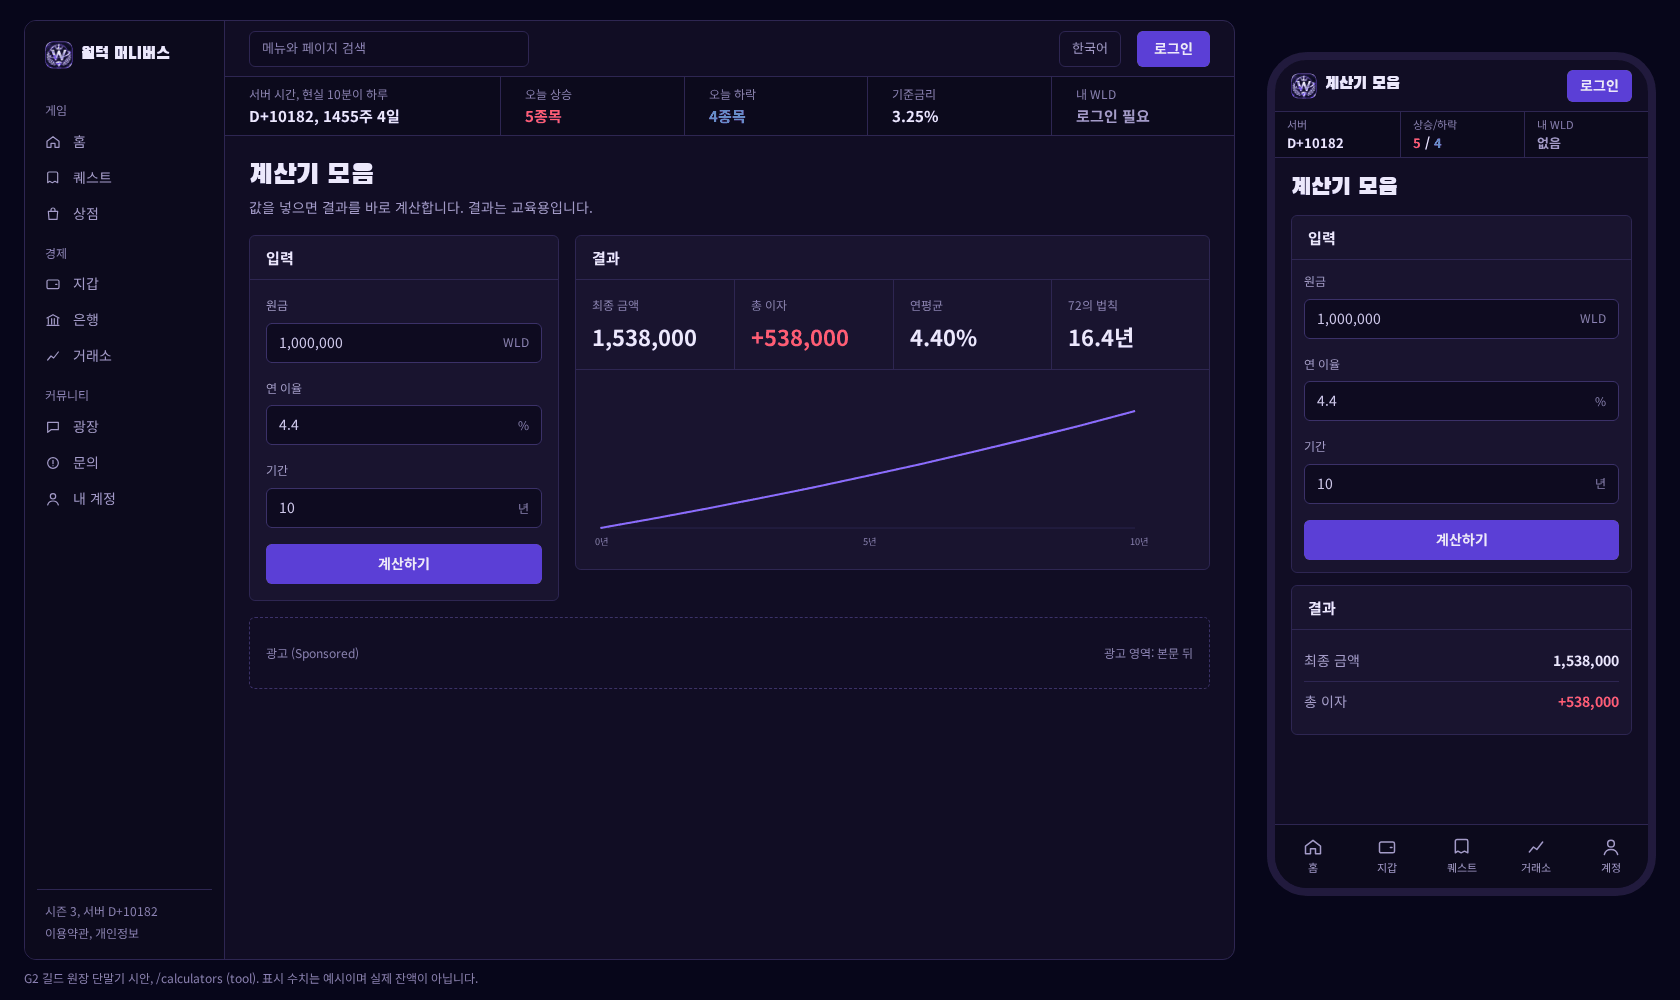 월덕 머니버스
게임
홈
퀘스트
상점
경제
지갑
은행
거래소
커뮤니티
광장
문의
내 계정
시즌 3, 서버 D+10182
이용약관, 개인정보
메뉴와 페이지 검색
한국어
로그인
서버 시간, 현실 10분이 하루
D+10182, 1455주 4일
오늘 상승
5종목
오늘 하락
4종목
기준금리
3.25%
내 WLD
로그인 필요
계산기 모음
값을 넣으면 결과를 바로 계산합니다. 결과는 교육용입니다.
입력
원금
1,000,000 WLD
연 이율
4.4 %
기간
10 년
계산하기
결과
최종 금액
1,538,000
총 이자
+538,000
연평균
4.40%
72의 법칙
16.4년
0년 5년 10년
광고 (Sponsored) 광고 영역: 본문 뒤
G2 길드 원장 단말기 시안, /calculators (tool). 표시 수치는 예시이며 실제 잔액이 아닙니다.
W 계산기 모음
로그인
서버
D+10182
상승/하락
5 / 4
내 WLD
없음
계산기 모음
입력
원금
1,000,000 WLD
연 이율
4.4 %
기간
10 년
계산하기
결과
최종 금액 1,538,000
총 이자 +538,000
홈 지갑 퀘스트 거래소 계정